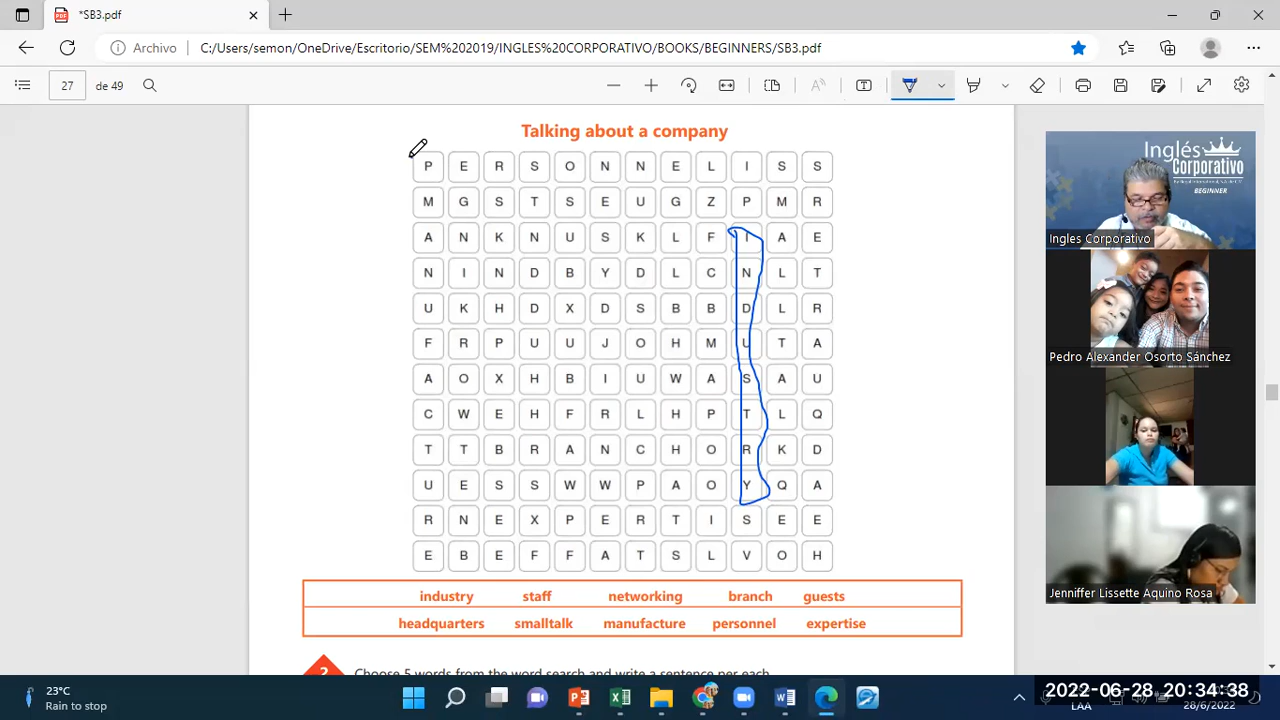 *SB3.pdf
Archivo C:/Users/semon/OneDrive/Escritorio/SEM%202019/INGLES%20CORPORATIVO/BOOKS/BEGINNERS/SB3.pdf
27 de 49
Talking about a company
P E R S O N N E L I S S
M G S T S E U G Z P M R
A N K N U S K L F I A E
N I N D B Y D L C N L T
U K H D X D S B B D L R
F R P U U J O H M U T A
A O X H B I U W A S A U
C W E H F R L H P T L Q
T T B R A N C H O R K D
U E S S W W P A O Y Q A
R N E X P E R T I S E E
E B E F F A T S L V O H
industry staff networking branch guests
headquarters smalltalk manufacture personnel expertise
2 Choose 5 words from the word search and write a sentence per each
Inglés
Corporativo
BEGINNER
Ingles Corporativo
Pedro Alexander Osorto Sánchez
Jenniffer Lissette Aquino Rosa
23°C
Rain to stop
LAA
2022-06-28 20:34:38
28/6/2022